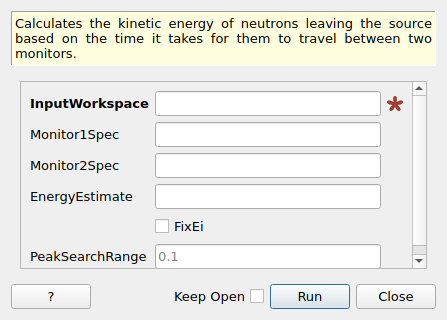 Calculates the kinetic energy of neutrons leaving the source
based on the time it takes for them to travel between two
monitors.
InputWorkspace
Monitor1Spec
Monitor2Spec
EnergyEstimate
FixEi
PeakSearchRange 0.1
? Keep Open Run Close